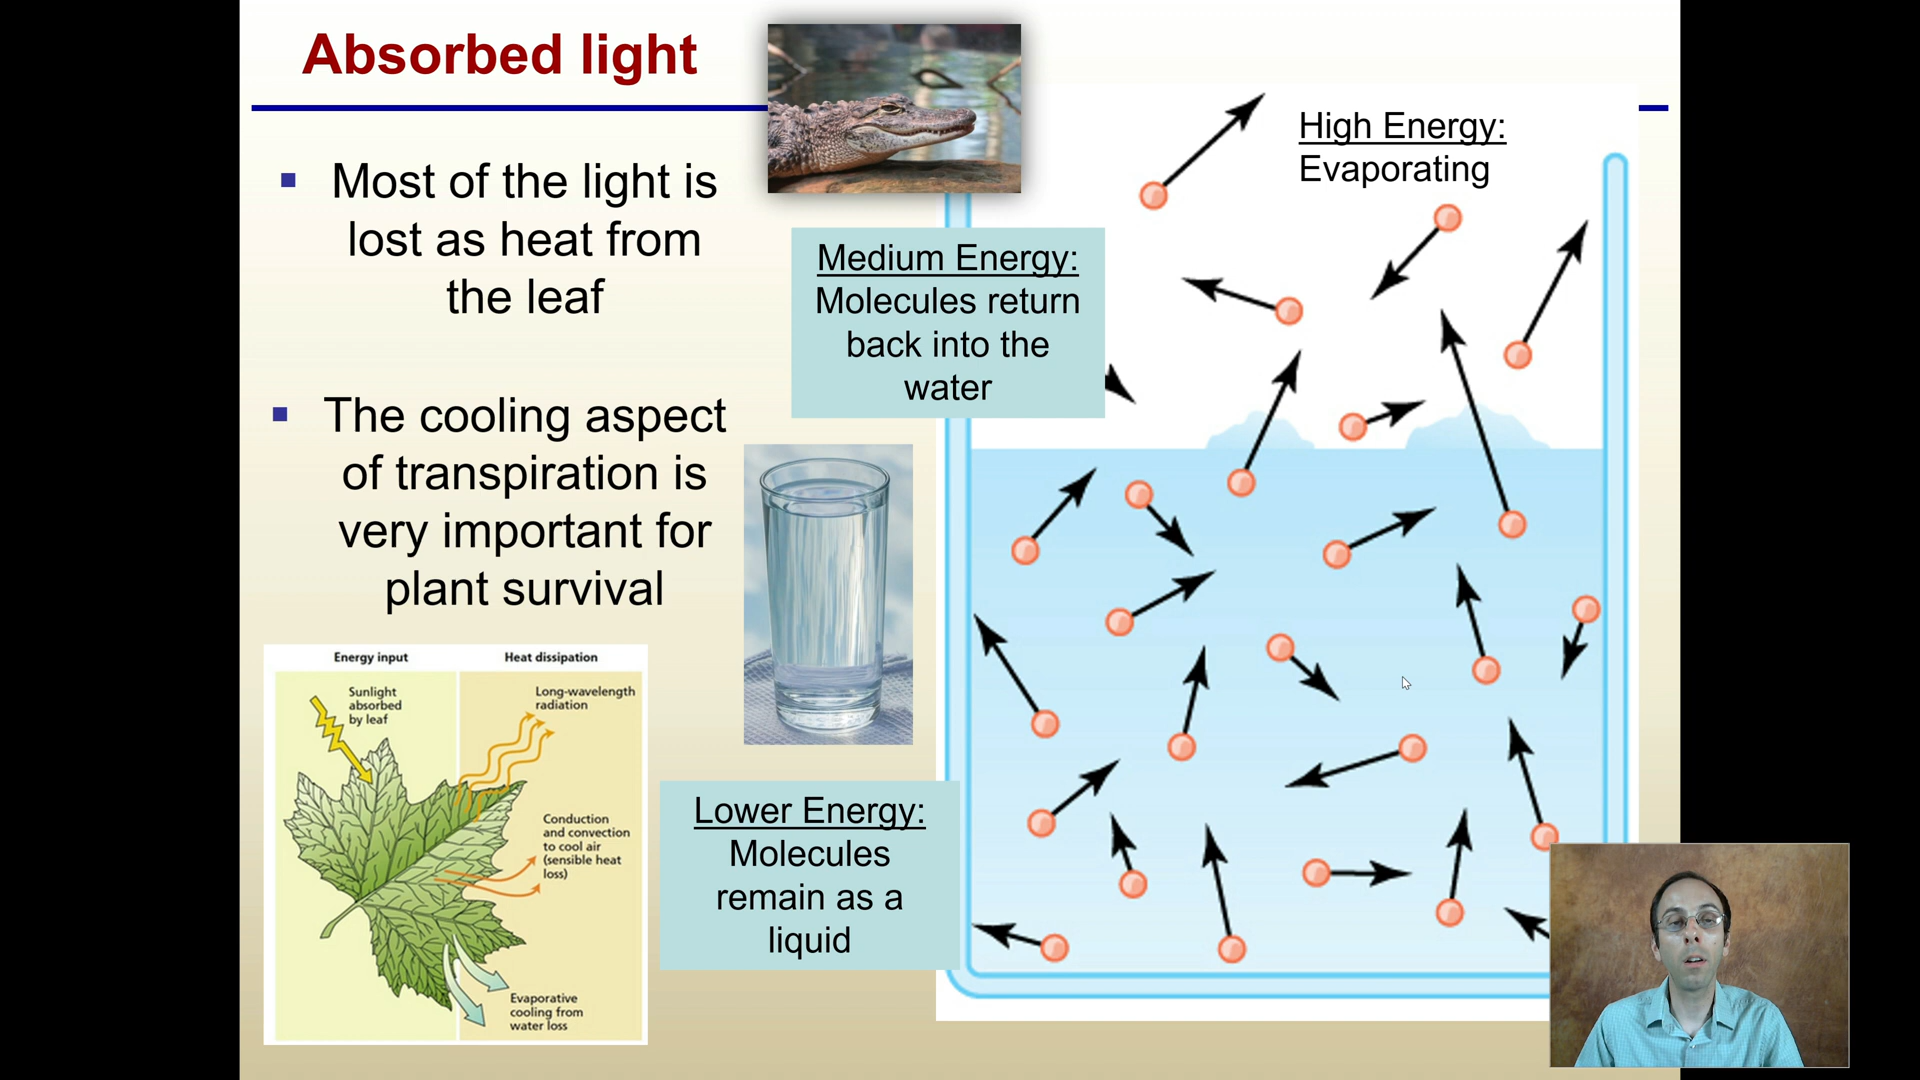 Absorbed light
Most of the light is
lost as heat from
the leaf
The cooling aspect
of transpiration is
very important for
plant survival
High Energy:
Evaporating
Medium Energy:
Molecules return
back into the
water
Lower Energy:
Molecules
remain as a
liquid
Energy input
Heat dissipation
Sunlight
absorbed
by leaf
Long-wavelength
radiation
Conduction
and convection
to cool air
(sensible heat
loss)
Evaporative
cooling from
water loss